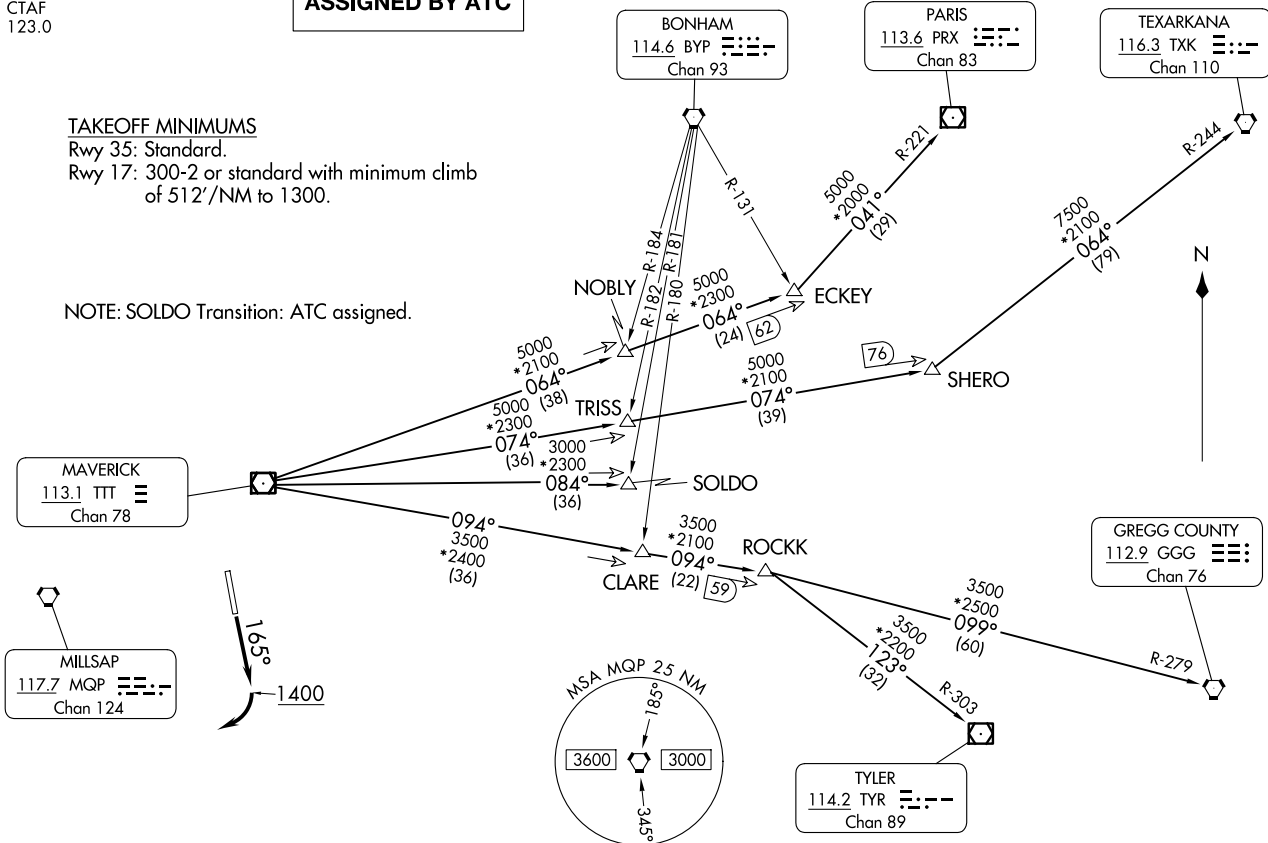 CTAF
123.0
ASSIGNED BY ATC
BONHAM
114.6 BYP
Chan 93
PARIS
113.6 PRX
Chan 83
TEXARKANA
116.3 TXK
Chan 110
TAKEOFF MINIMUMS
Rwy 35: Standard.
Rwy 17: 300-2 or standard with minimum climb
of 512'/NM to 1300.
NOTE: SOLDO Transition: ATC assigned.
R-131
R-184
R-181
R-182
R-180
R-221
5000
*2000
041°
(29)
R-244
7500
*2100
064°
(79)
N
NOBLY
5000
*2300
064°
(24)
62
ECKEY
5000
*2100
064°
(38)
5000
*2100
074°
(39)
76
SHERO
5000
*2300
074°
(36)
TRISS
3000
*2300
084°
(36)
SOLDO
MAVERICK
113.1 TTT
Chan 78
094°
3500
*2400
(36)
CLARE
3500
*2100
094°
(22)
59
ROCKK
3500
*2500
099°
(60)
R-279
GREGG COUNTY
112.9 GGG
Chan 76
3500
*2200
123°
(32)
R-303
MILLSAP
117.7 MQP
Chan 124
165°
1400
MSA MQP 25 NM
185°
3600
3000
345°
TYLER
114.2 TYR
Chan 89